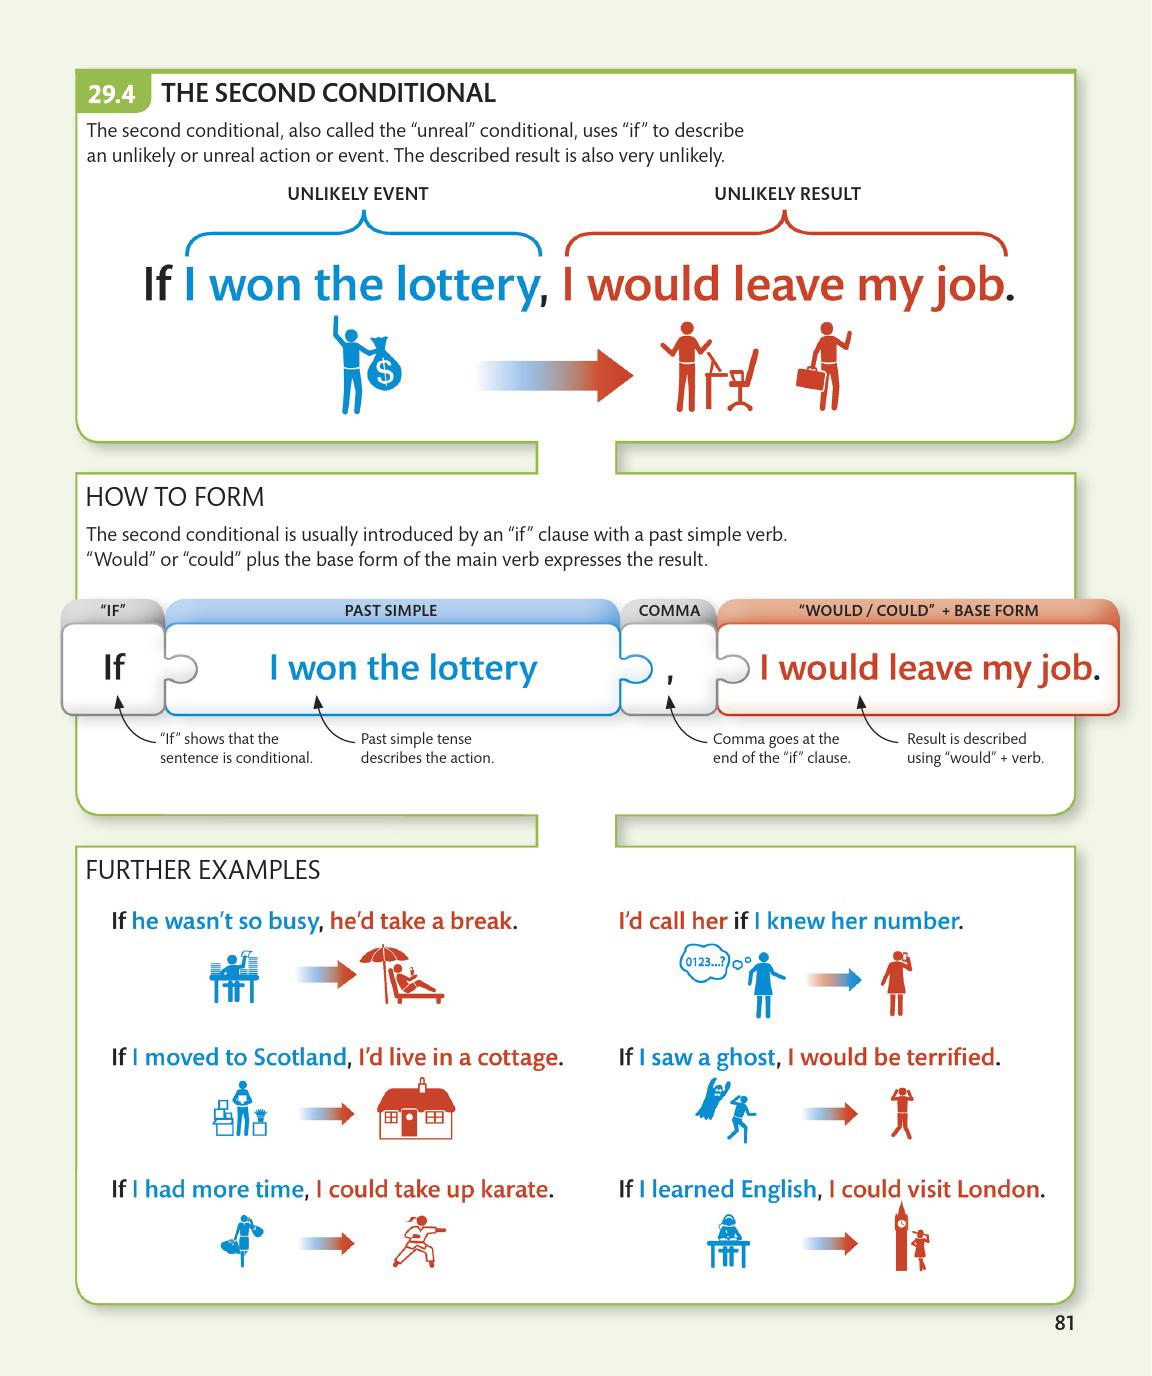 29.4 THE SECOND CONDITIONAL
The second conditional, also called the “unreal” conditional, uses “if” to describe
an unlikely or unreal action or event. The described result is also very unlikely.
UNLIKELY EVENT UNLIKELY RESULT
If I won the lottery, I would leave my job.
$
HOW TO FORM
The second conditional is usually introduced by an “if” clause with a past simple verb.
“Would” or “could” plus the base form of the main verb expresses the result.
“IF” PAST SIMPLE COMMA “WOULD / COULD” + BASE FORM
If I won the lottery , I would leave my job.
“If” shows that the
sentence is conditional.
Past simple tense
describes the action.
Comma goes at the
end of the “if” clause.
Result is described
using “would” + verb.
FURTHER EXAMPLES
If he wasn’t so busy, he’d take a break.
I’d call her if I knew her number.
0123...?
If I moved to Scotland, I’d live in a cottage.
If I saw a ghost, I would be terrified.
If I had more time, I could take up karate.
If I learned English, I could visit London.
81